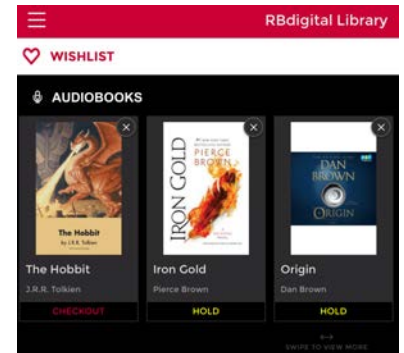 RBdigital Library
WISHLIST
AUDIOBOOKS
The Hobbit
by J.R.R. Tolkien
IRON GOLD
PIERCE
BROWN
DAN
BROWN
ORIGIN
The Hobbit
Iron Gold
Origin
J.R.R. Tolkien
Pierce Brown
Dan Brown
CHECKOUT
HOLD
HOLD
SWIPE TO VIEW MORE